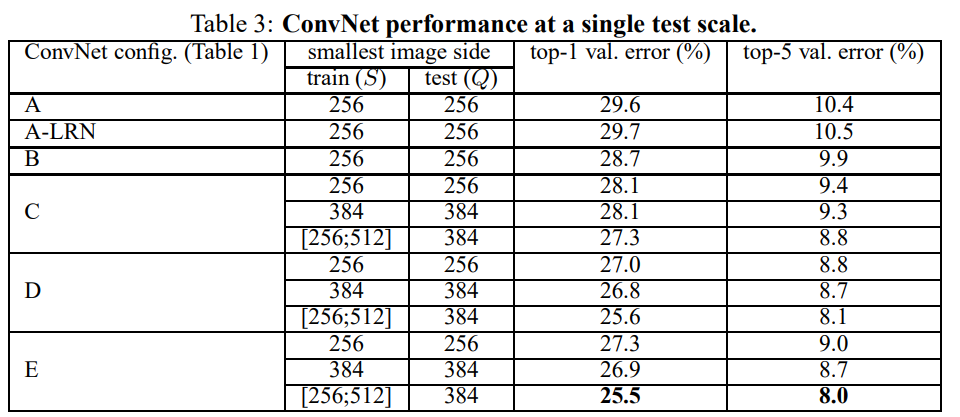 Table 3: ConvNet performance at a single test scale.
ConvNet config. (Table 1) smallest image side top-1 val. error (%) top-5 val. error (%)
train (S) test (Q)
A 256 256 29.6 10.4
A-LRN 256 256 29.7 10.5
B 256 256 28.7 9.9
256 256 28.1 9.4
C 384 384 28.1 9.3
[256;512] 384 27.3 8.8
256 256 27.0 8.8
D 384 384 26.8 8.7
[256;512] 384 25.6 8.1
256 256 27.3 9.0
E 384 384 26.9 8.7
[256;512] 384 25.5 8.0